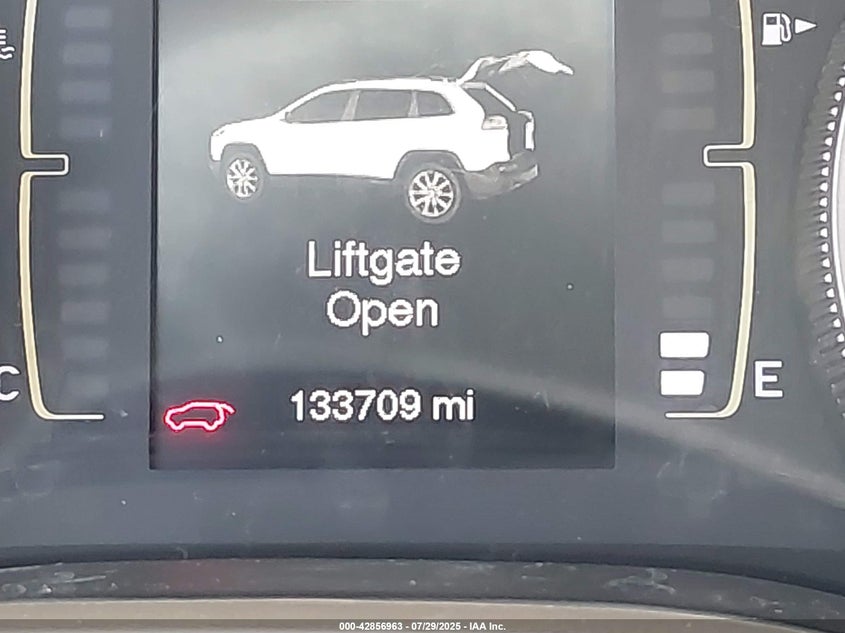 Liftgate
Open
C
E
133709 mi
000-42856963 - 07/29/2025 - IAA Inc.